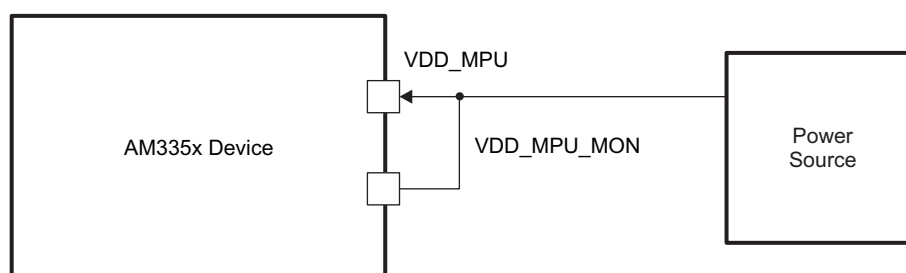 VDD_MPU
AM335x Device
VDD_MPU_MON
Power
Source